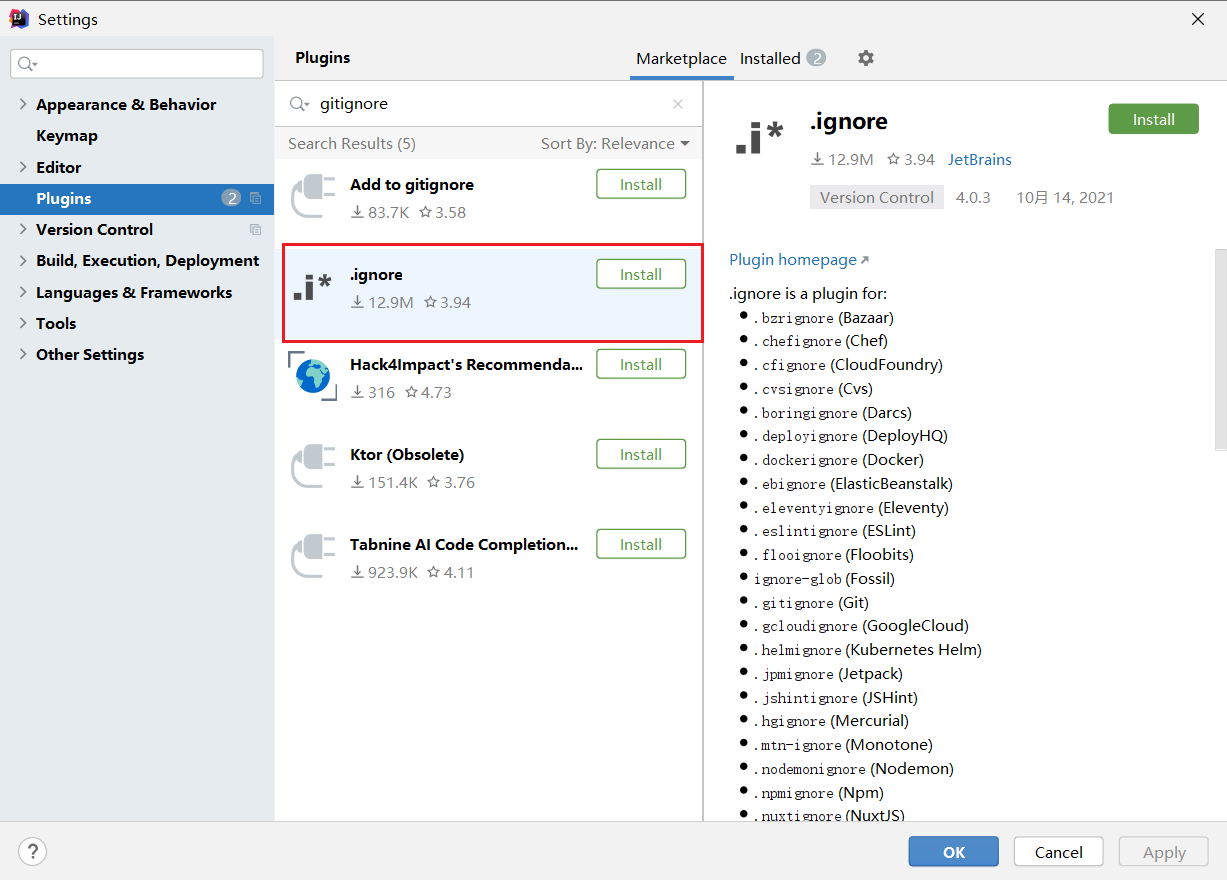 Settings
Plugins
Marketplace
Installed 2
Appearance & Behavior
Keymap
Editor
Plugins 2
Version Control
Build, Execution, Deployment
Languages & Frameworks
Tools
Other Settings
gitignore
Search Results (5) Sort By: Relevance
Add to gitignore Install
83.7K 3.58
.ignore Install
12.9M 3.94
Hack4Impact's Recommenda... Install
316 4.73
Ktor (Obsolete) Install
151.4K 3.76
Tabnine AI Code Completion... Install
923.9K 4.11
.i*
.ignore Install
12.9M 3.94 JetBrains
Version Control 4.0.3 10月 14, 2021
Plugin homepage
.ignore is a plugin for:
.bzrignore (Bazaar)
.chefignore (Chef)
.cfignore (CloudFoundry)
.cvsignore (Cvs)
.boringignore (Darcs)
.deployignore (DeployHQ)
.dockerignore (Docker)
.ebignore (ElasticBeanstalk)
.eleventyignore (Eleventy)
.eslintignore (ESLint)
.flooignore (Floobits)
ignore-glob (Fossil)
.gitignore (Git)
.gcloudignore (GoogleCloud)
.helmignore (Kubernetes Helm)
.jpmignore (Jetpack)
.jshintignore (JSHint)
.hgignore (Mercurial)
.mtn-ignore (Monotone)
.nodemonignore (Nodemon)
.npmignore (Npm)
.nuxtignore (NuxtJS)
?
OK
Cancel
Apply